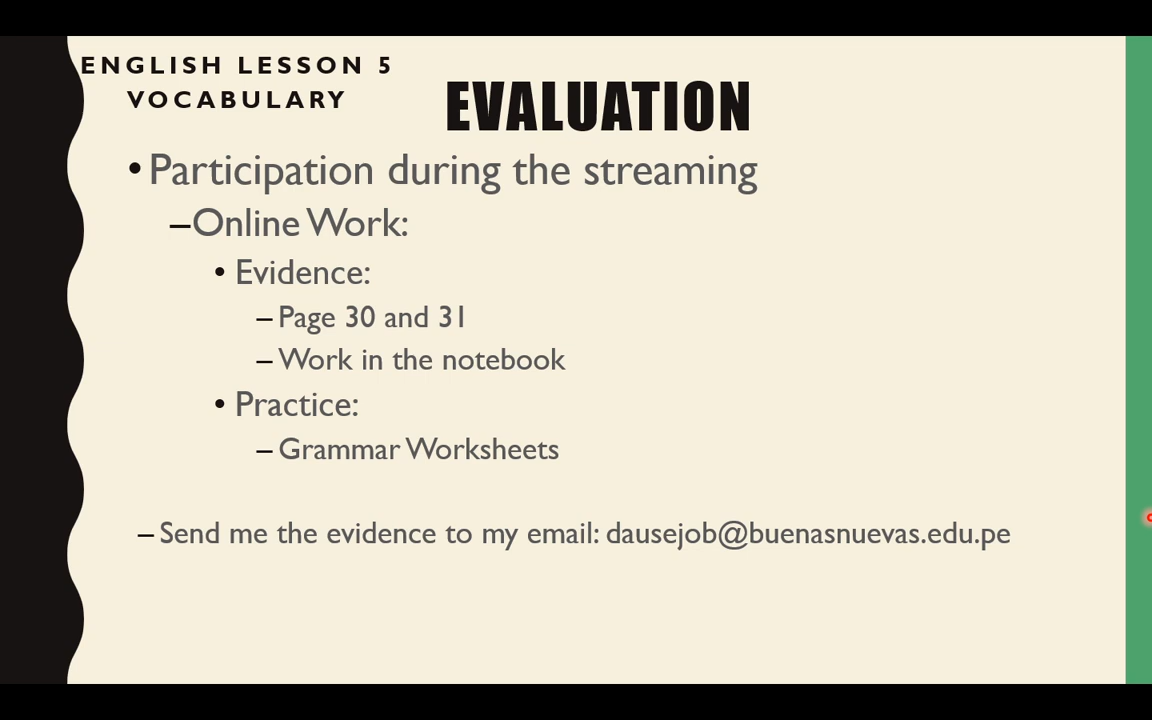 ENGLISH LESSON 5
VOCABULARY
EVALUATION
• Participation during the streaming
–Online Work:
• Evidence:
– Page 30 and 31
– Work in the notebook
• Practice:
– Grammar Worksheets
– Send me the evidence to my email: dausejob@buenasnuevas.edu.pe